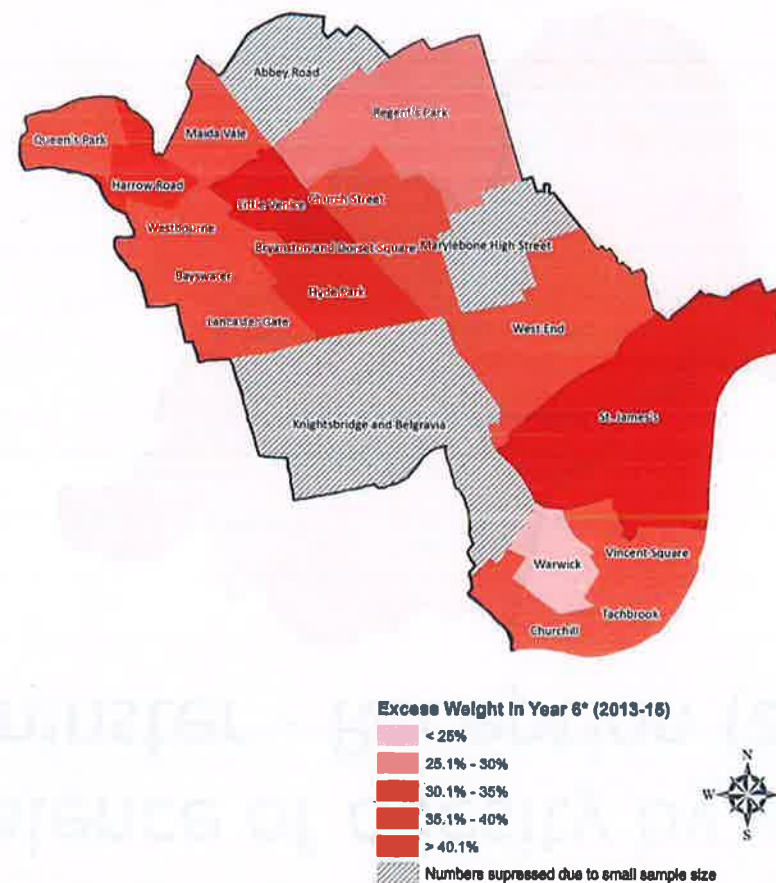 Abbey Road
Regent's Park
Queen's Park
Maida Vale
Harrow Road
Little Venice
Church Street
Westbourne
Bryanston and Dorset Square
Marylebone High Street
Bayswater
Hyde Park
Lancaster Gate
West End
St. James's
Knightsbridge and Belgravia
Warwick
Vincent Square
Tachbrook
Churchill
Excess Weight in Year 6* (2013-15)
< 25%
25.1% - 30%
30.1% - 35%
35.1% - 40%
> 40.1%
Numbers supressed due to small sample size
N
W
E
S